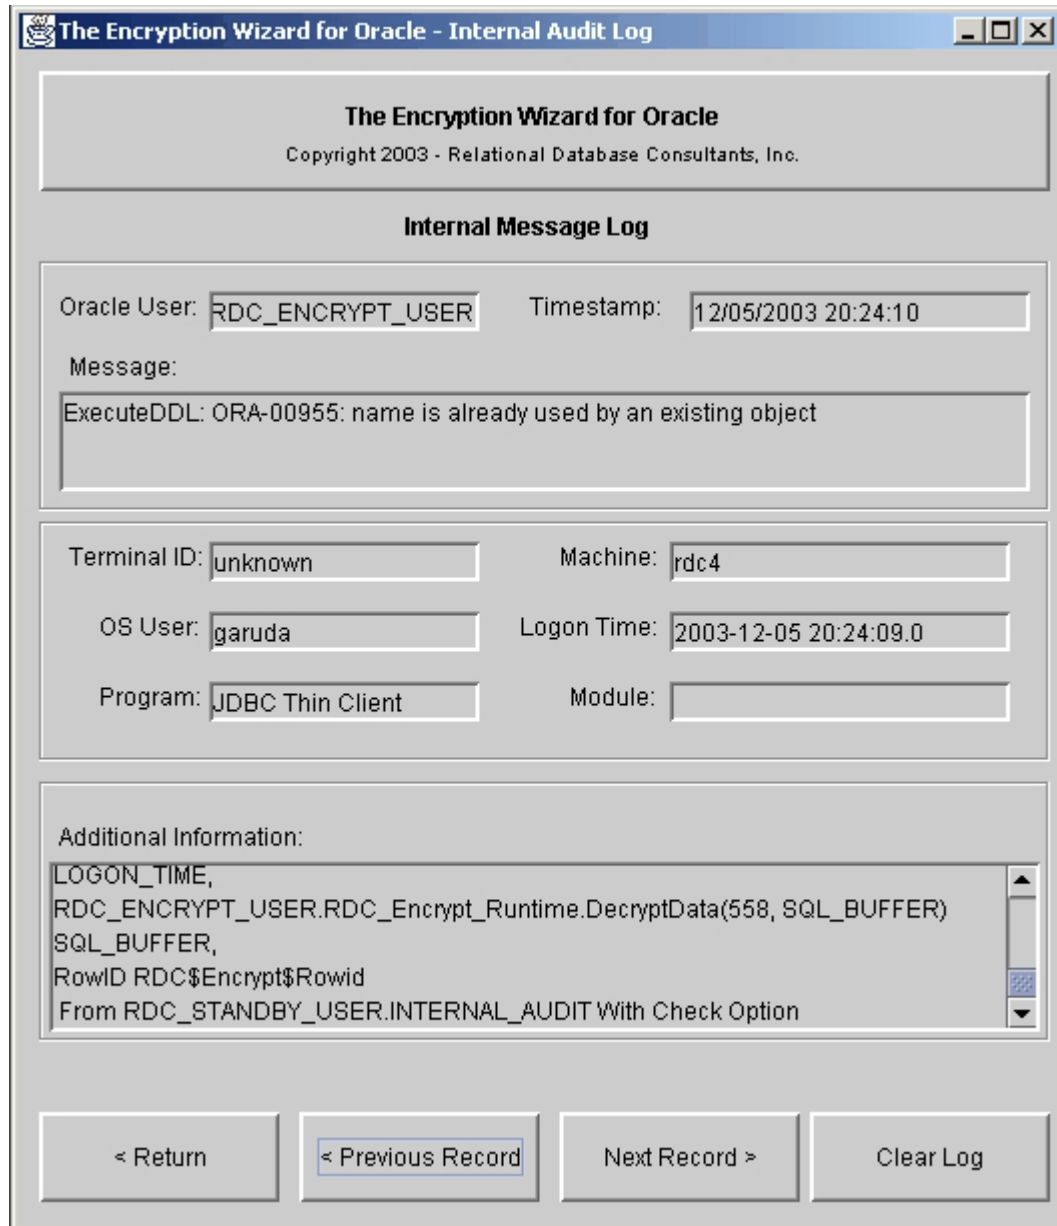 The Encryption Wizard for Oracle - Internal Audit Log
The Encryption Wizard for Oracle
Copyright 2003 - Relational Database Consultants, Inc.
Internal Message Log
Oracle User: RDC_ENCRYPT_USER Timestamp: 12/05/2003 20:24:10
Message:
ExecuteDDL: ORA-00955: name is already used by an existing object
Terminal ID: unknown Machine: rdc4
OS User: garuda Logon Time: 2003-12-05 20:24:09.0
Program: JDBC Thin Client Module:
Additional Information:
LOGON_TIME,
RDC_ENCRYPT_USER.RDC_Encrypt_Runtime.DecryptData(558, SQL_BUFFER)
SQL_BUFFER,
RowID RDC$Encrypt$Rowid
From RDC_STANDBY_USER.INTERNAL_AUDIT With Check Option
< Return < Previous Record Next Record > Clear Log